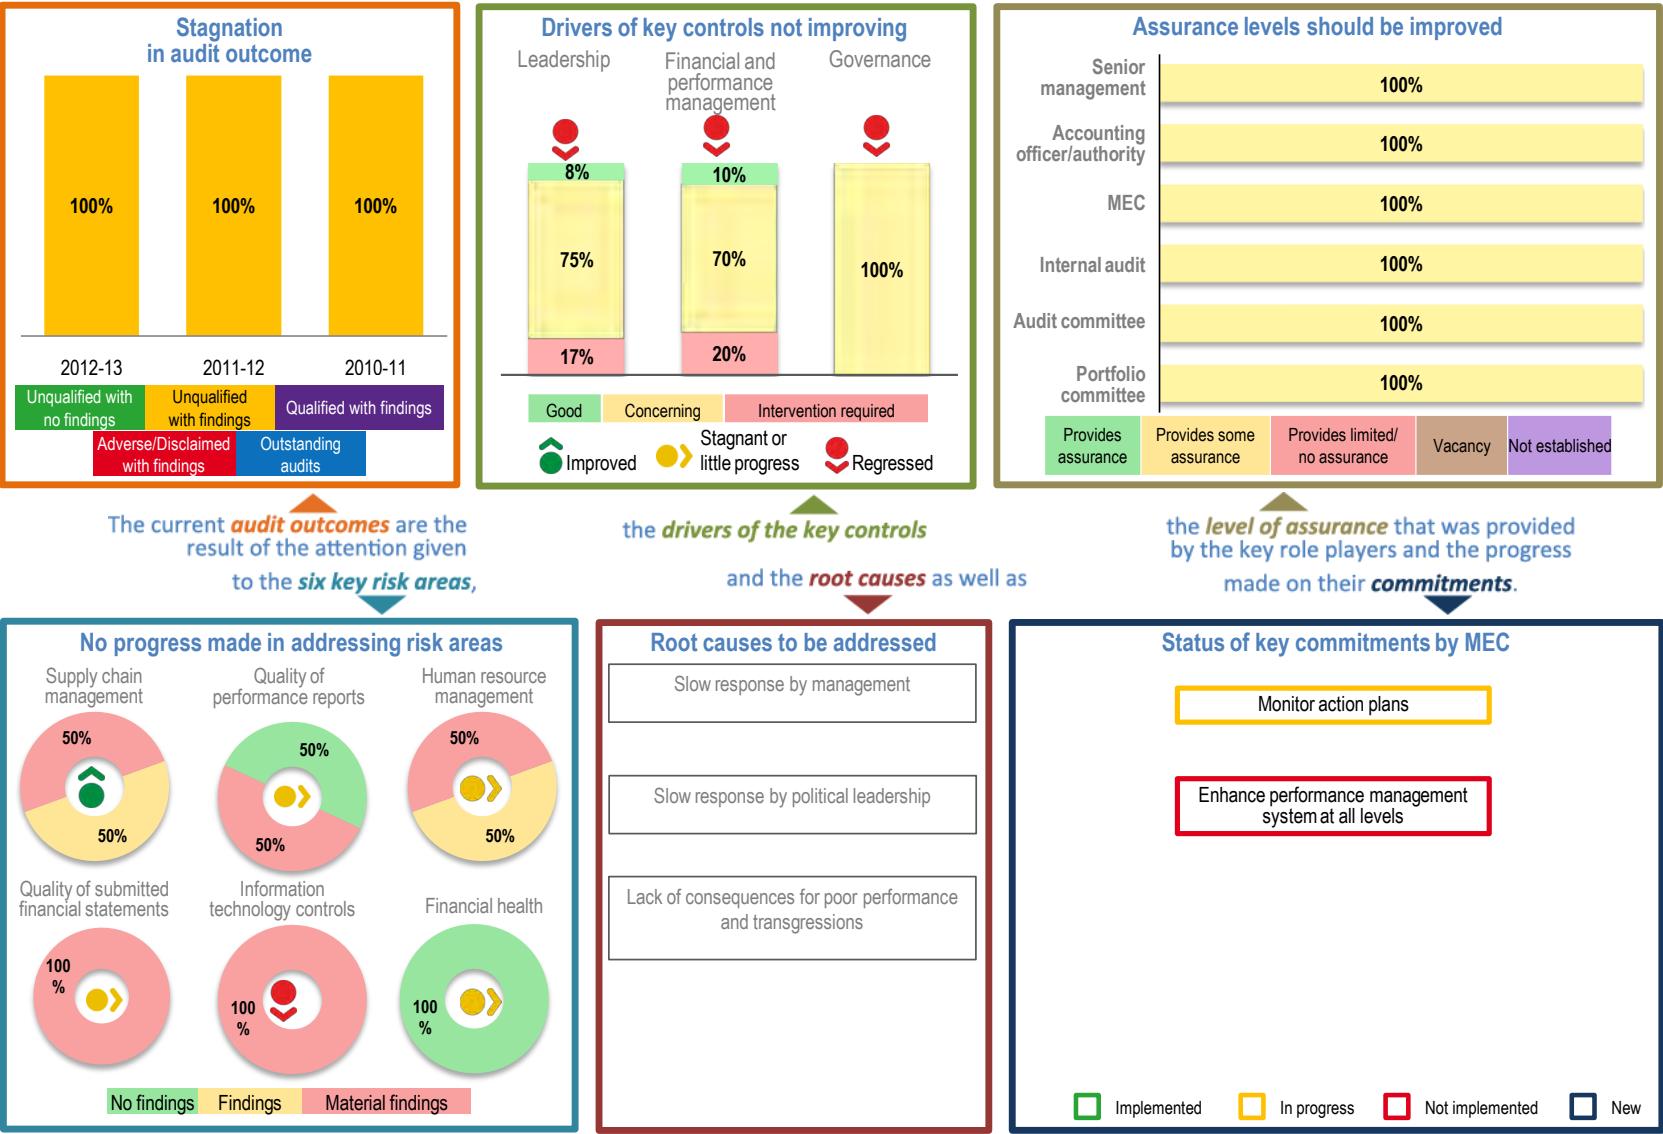 Stagnation
in audit outcome
100%
100%
100%
2012-13
2011-12
2010-11
Unqualified with
no findings
Unqualified
with findings
Qualified with findings
Adverse/Disclaimed
with findings
Outstanding
audits
Drivers of key controls not improving
Leadership
Financial and
performance
management
Governance
8%
75%
17%
10%
70%
20%
100%
Good
Concerning
Intervention required
Improved
Stagnant or
little progress
Regressed
Assurance levels should be improved
Senior
management
100%
Accounting
officer/authority
100%
MEC
100%
Internal audit
100%
Audit committee
100%
Portfolio
committee
100%
Provides
assurance
Provides some
assurance
Provides limited/
no assurance
Vacancy
Not established
The current audit outcomes are the
result of the attention given
to the six key risk areas,
the drivers of the key controls
and the root causes as well as
the level of assurance that was provided
by the key role players and the progress
made on their commitments.
No progress made in addressing risk areas
Supply chain
management
50%
50%
Quality of
performance reports
50%
50%
Human resource
management
50%
50%
Quality of submitted
financial statements
100
%
Information
technology controls
100
%
Financial health
100
%
No findings
Findings
Material findings
Root causes to be addressed
Slow response by management
Slow response by political leadership
Lack of consequences for poor performance
and transgressions
Status of key commitments by MEC
Monitor action plans
Enhance performance management
system at all levels
Implemented
In progress
Not implemented
New